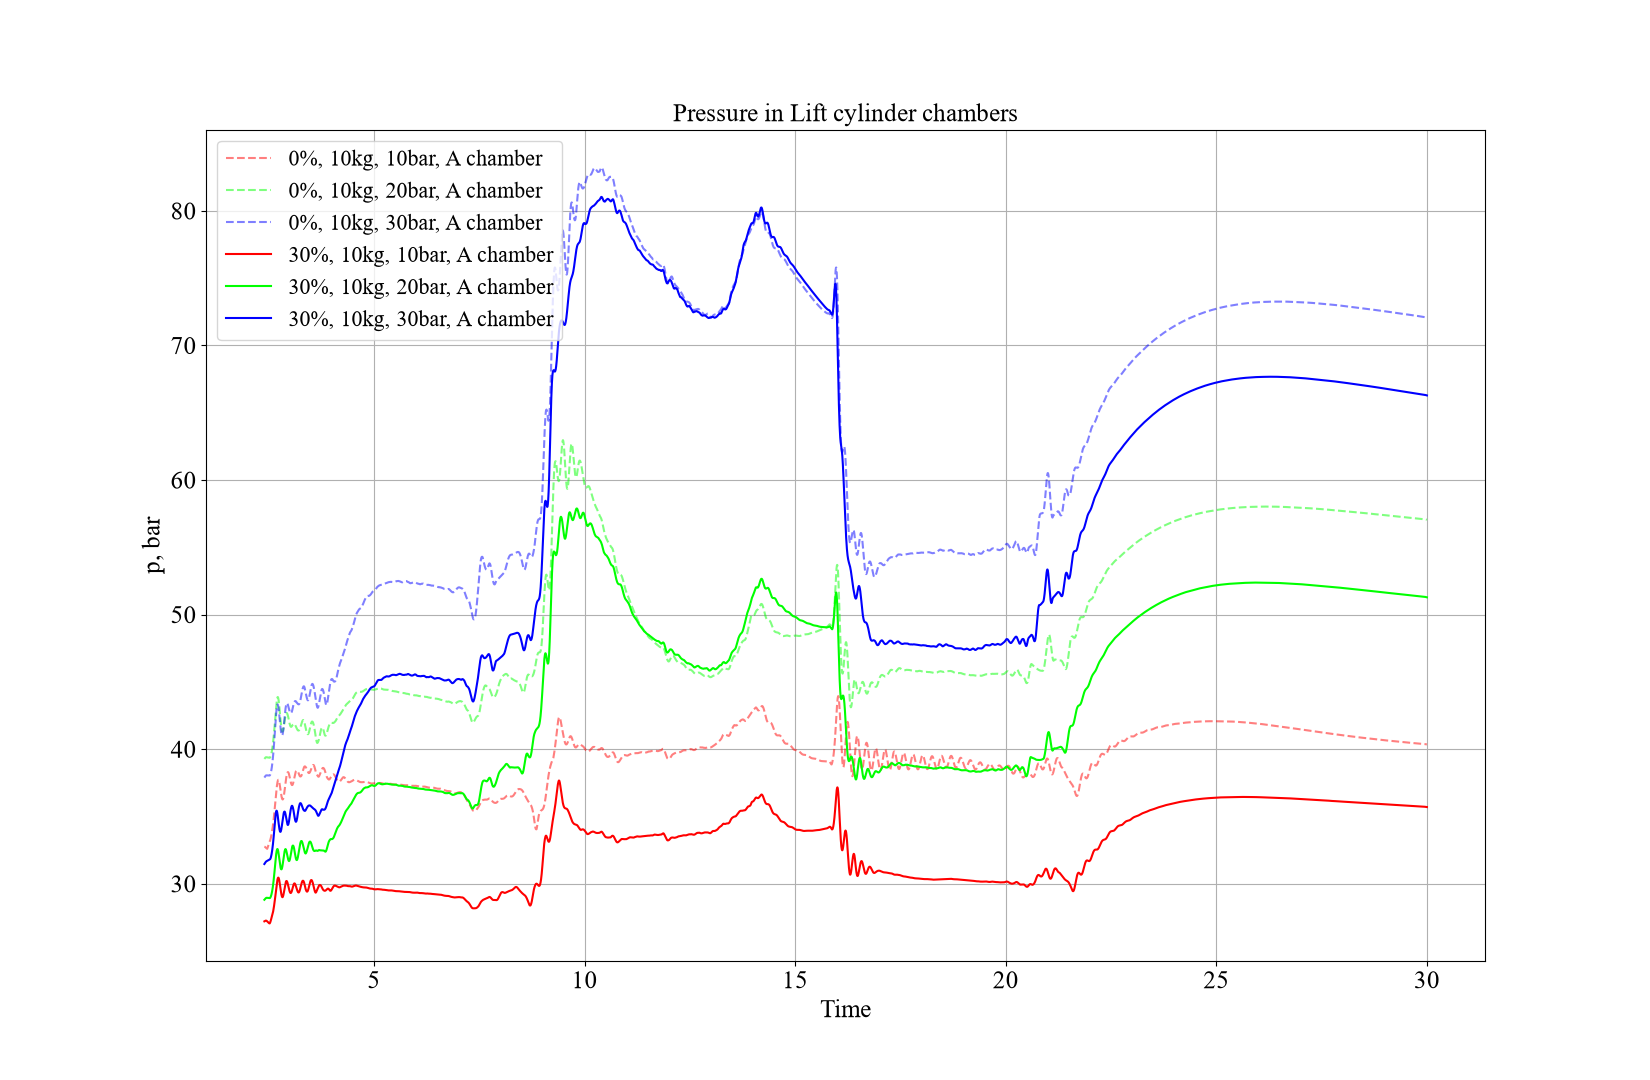 Pressure in Lift cylinder chambers
0%, 10kg, 10bar, A chamber
0%, 10kg, 20bar, A chamber
0%, 10kg, 30bar, A chamber
30%, 10kg, 10bar, A chamber
30%, 10kg, 20bar, A chamber
30%, 10kg, 30bar, A chamber
80
70
60
50
40
30
p, bar
5 10 15 20 25 30
Time